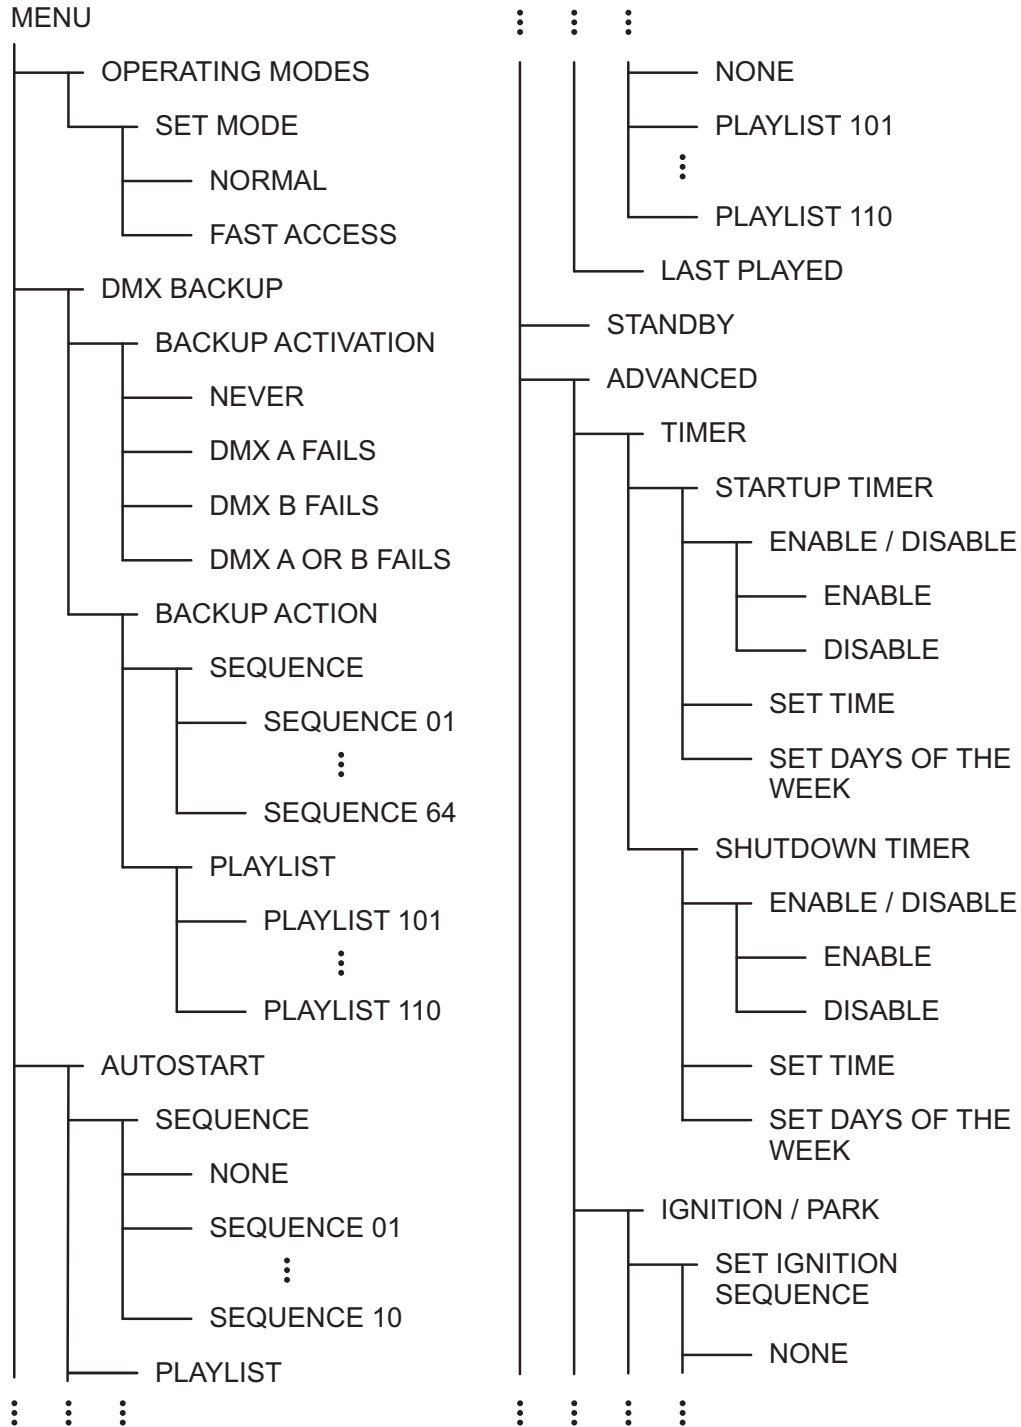 MENU
OPERATING MODES
SET MODE
NORMAL
FAST ACCESS
DMX BACKUP
BACKUP ACTIVATION
NEVER
DMX A FAILS
DMX B FAILS
DMX A OR B FAILS
BACKUP ACTION
SEQUENCE
SEQUENCE 01
SEQUENCE 64
PLAYLIST
PLAYLIST 101
PLAYLIST 110
AUTOSTART
SEQUENCE
NONE
SEQUENCE 01
SEQUENCE 10
PLAYLIST
NONE
PLAYLIST 101
PLAYLIST 110
LAST PLAYED
STANDBY
ADVANCED
TIMER
STARTUP TIMER
ENABLE / DISABLE
ENABLE
DISABLE
SET TIME
SET DAYS OF THE
WEEK
SHUTDOWN TIMER
ENABLE / DISABLE
ENABLE
DISABLE
SET TIME
SET DAYS OF THE
WEEK
IGNITION / PARK
SET IGNITION
SEQUENCE
NONE